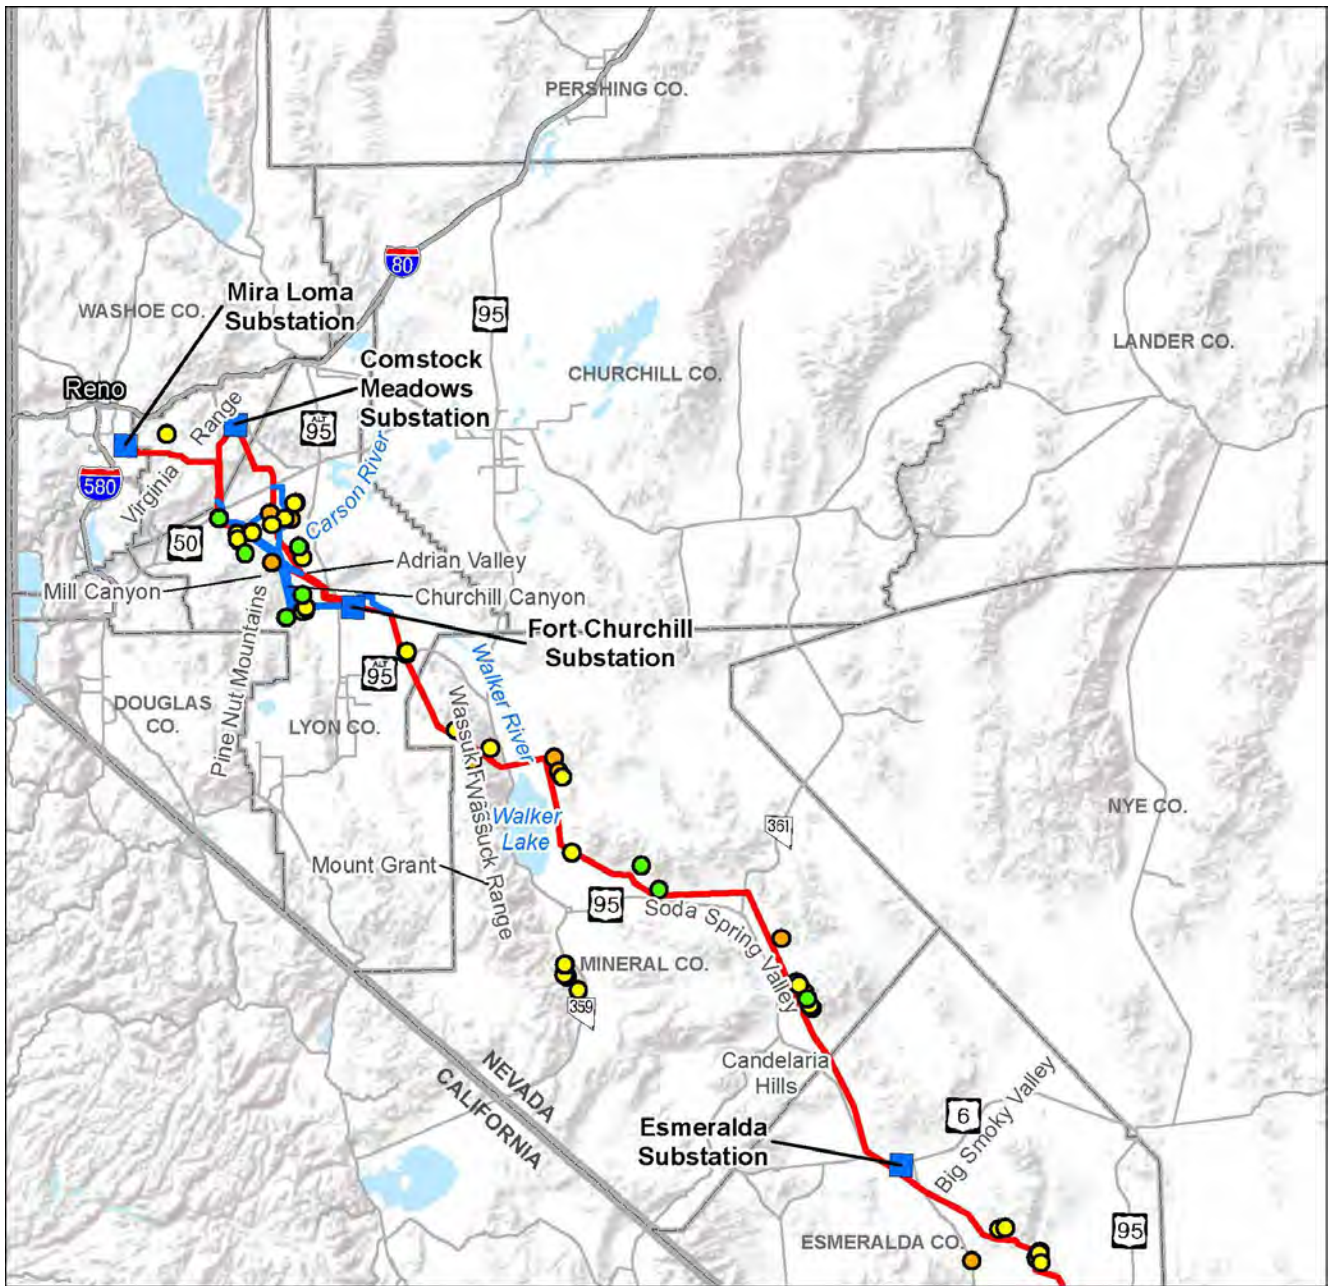 PERSHING CO.
80
Mira Loma
Substation
WASHOE CO.
95
LANDER CO.
Comstock
Meadows
Substation
CHURCHILL CO.
Reno
Range
ALT
95
580
Virginia
Carson River
50
Adrian Valley
Mill Canyon
Churchill Canyon
Fort Churchill
Substation
ALT
95
Walker River
DOUGLAS
CO.
Pine Nut Mountains
LYON CO.
Wassuk
Wassuck Range
NYE CO.
Walker
Lake
361
Mount Grant
95
Soda Spring Valley
MINERAL CO.
359
NEVADA
CALIFORNIA
Candelaria
Hills
6
Big Smoky Valley
Esmeralda
Substation
ESMERALDA CO.
95